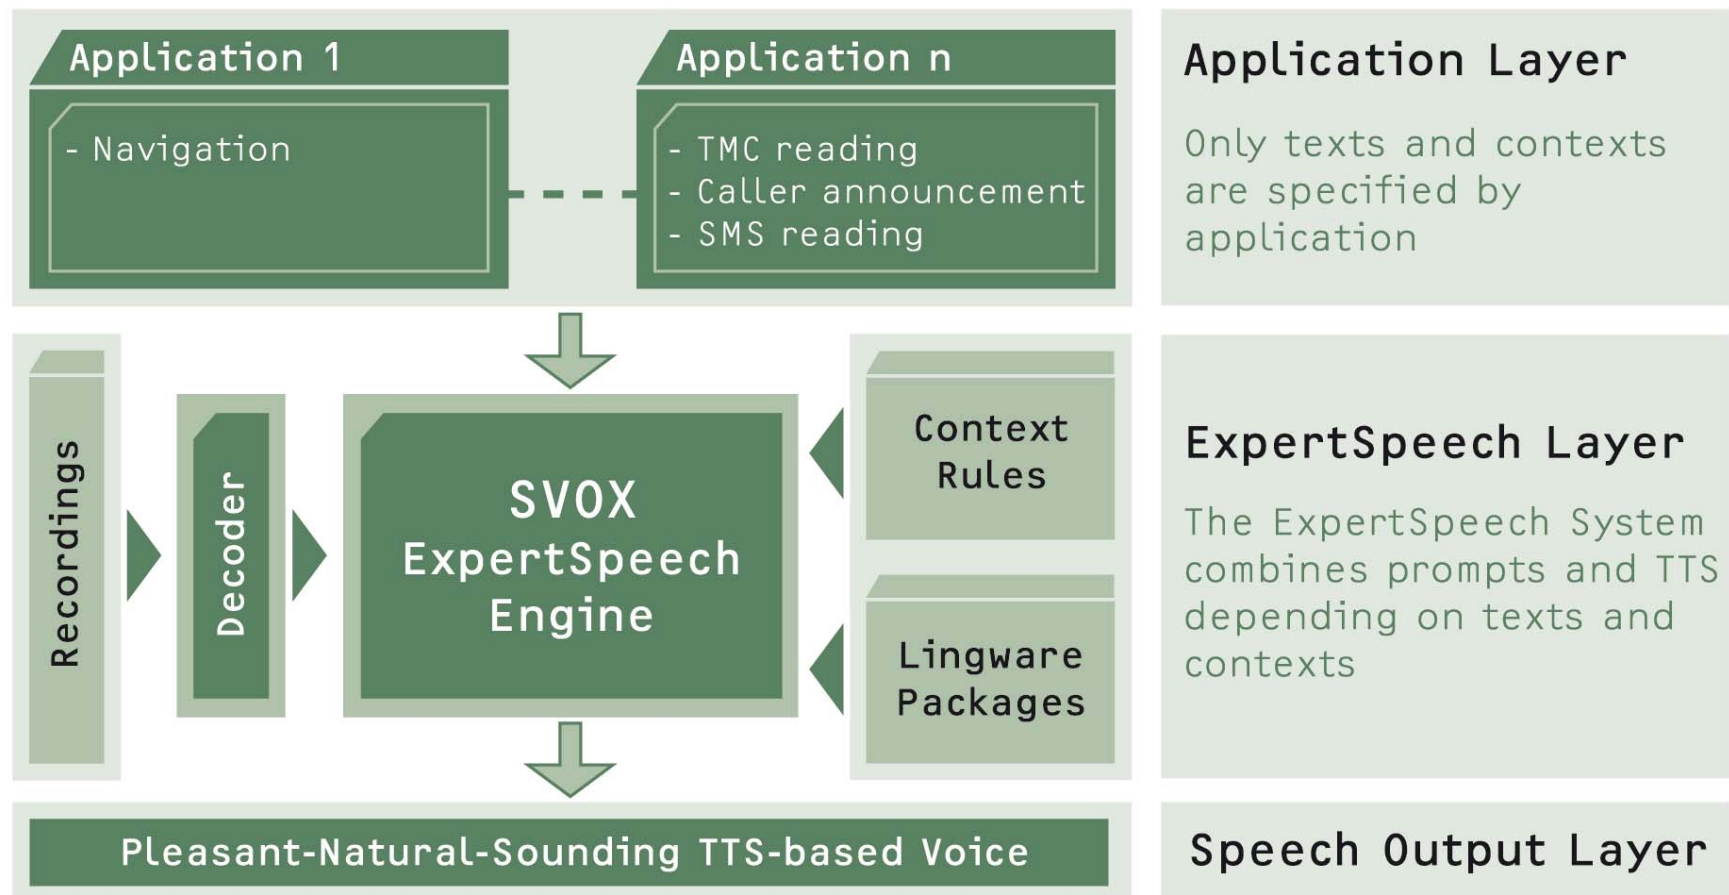 Application 1
- Navigation
Application n
- TMC reading
- Caller announcement
- SMS reading
Application Layer
Only texts and contexts
are specified by
application
Recordings
Decoder
SVOX
ExpertSpeech
Engine
Context
Rules
Lingware
Packages
ExpertSpeech Layer
The ExpertSpeech System
combines prompts and TTS
depending on texts and
contexts
Pleasant-Natural-Sounding TTS-based Voice
Speech Output Layer